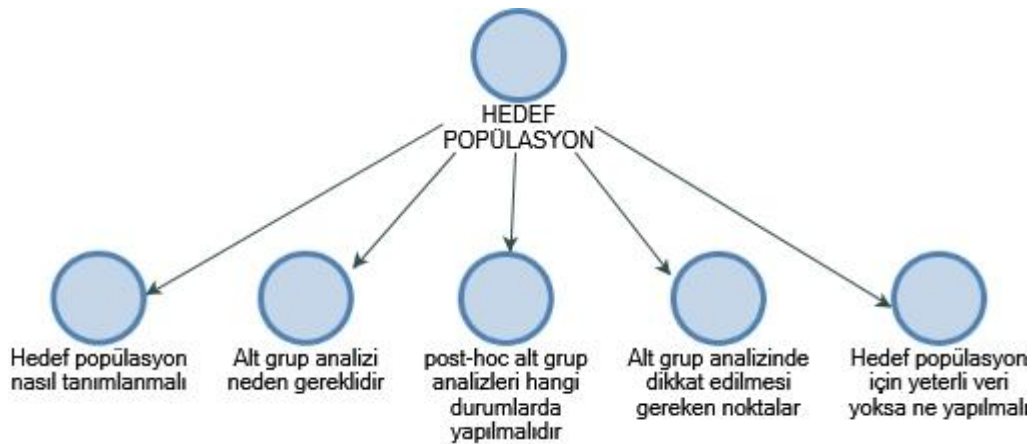 HEDEF
POPÜLASYON
Hedef popülasyon
nasıl tanımlanmalı
Alt grup analizi
neden gereklidir
post-hoc alt grup
analizleri hangi
durumlarda
yapılmalıdır
Alt grup analizinde
dikkat edilmesi
gereken noktalar
Hedef popülasyon
için yeterli veri
yoksa ne yapılmalı